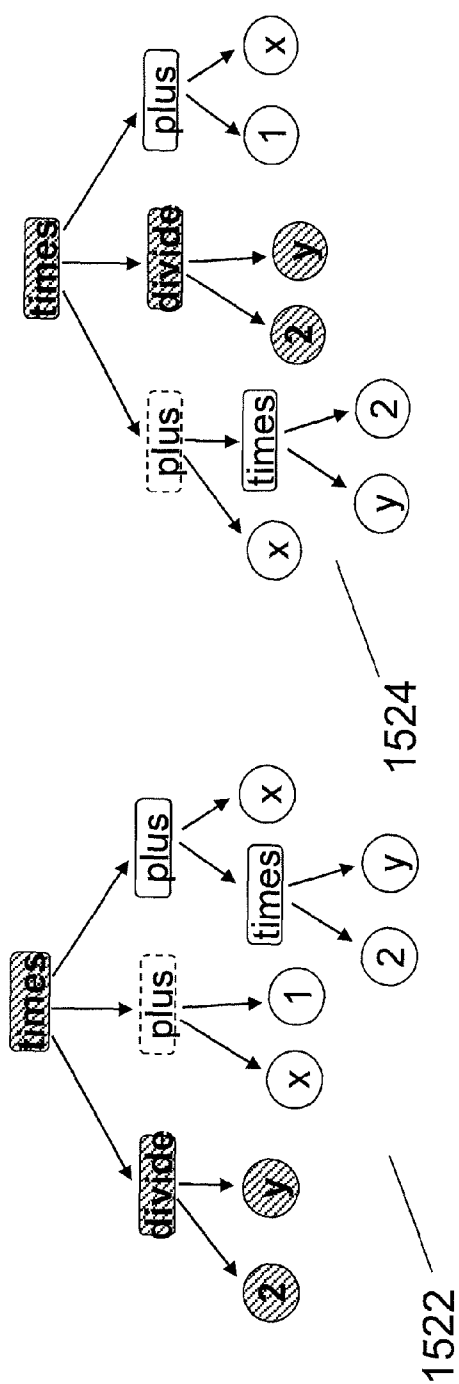 times
divide plus plus
2 y x 1 times x
2 y
1522
times
plus divide plus
x times 2 y 1 x
y 2
1524